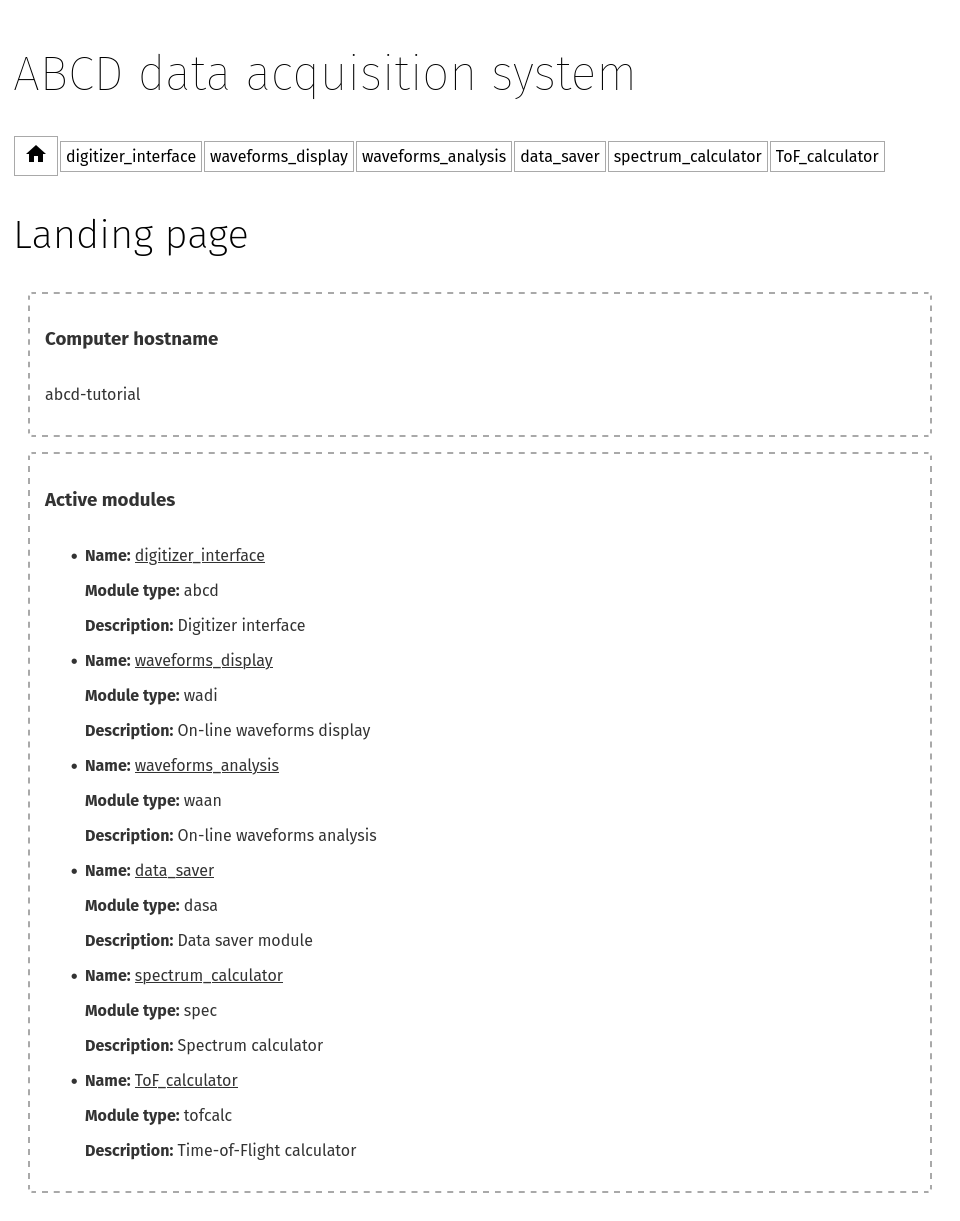 ABCD data acquisition system
digitizer_interface waveforms_display waveforms_analysis data_saver spectrum_calculator ToF_calculator
Landing page
Computer hostname
abcd-tutorial
Active modules
• Name: digitizer_interface
Module type: abcd
Description: Digitizer interface
• Name: waveforms_display
Module type: wadi
Description: On-line waveforms display
• Name: waveforms_analysis
Module type: waan
Description: On-line waveforms analysis
• Name: data_saver
Module type: dasa
Description: Data saver module
• Name: spectrum_calculator
Module type: spec
Description: Spectrum calculator
• Name: ToF_calculator
Module type: tofcalc
Description: Time-of-Flight calculator